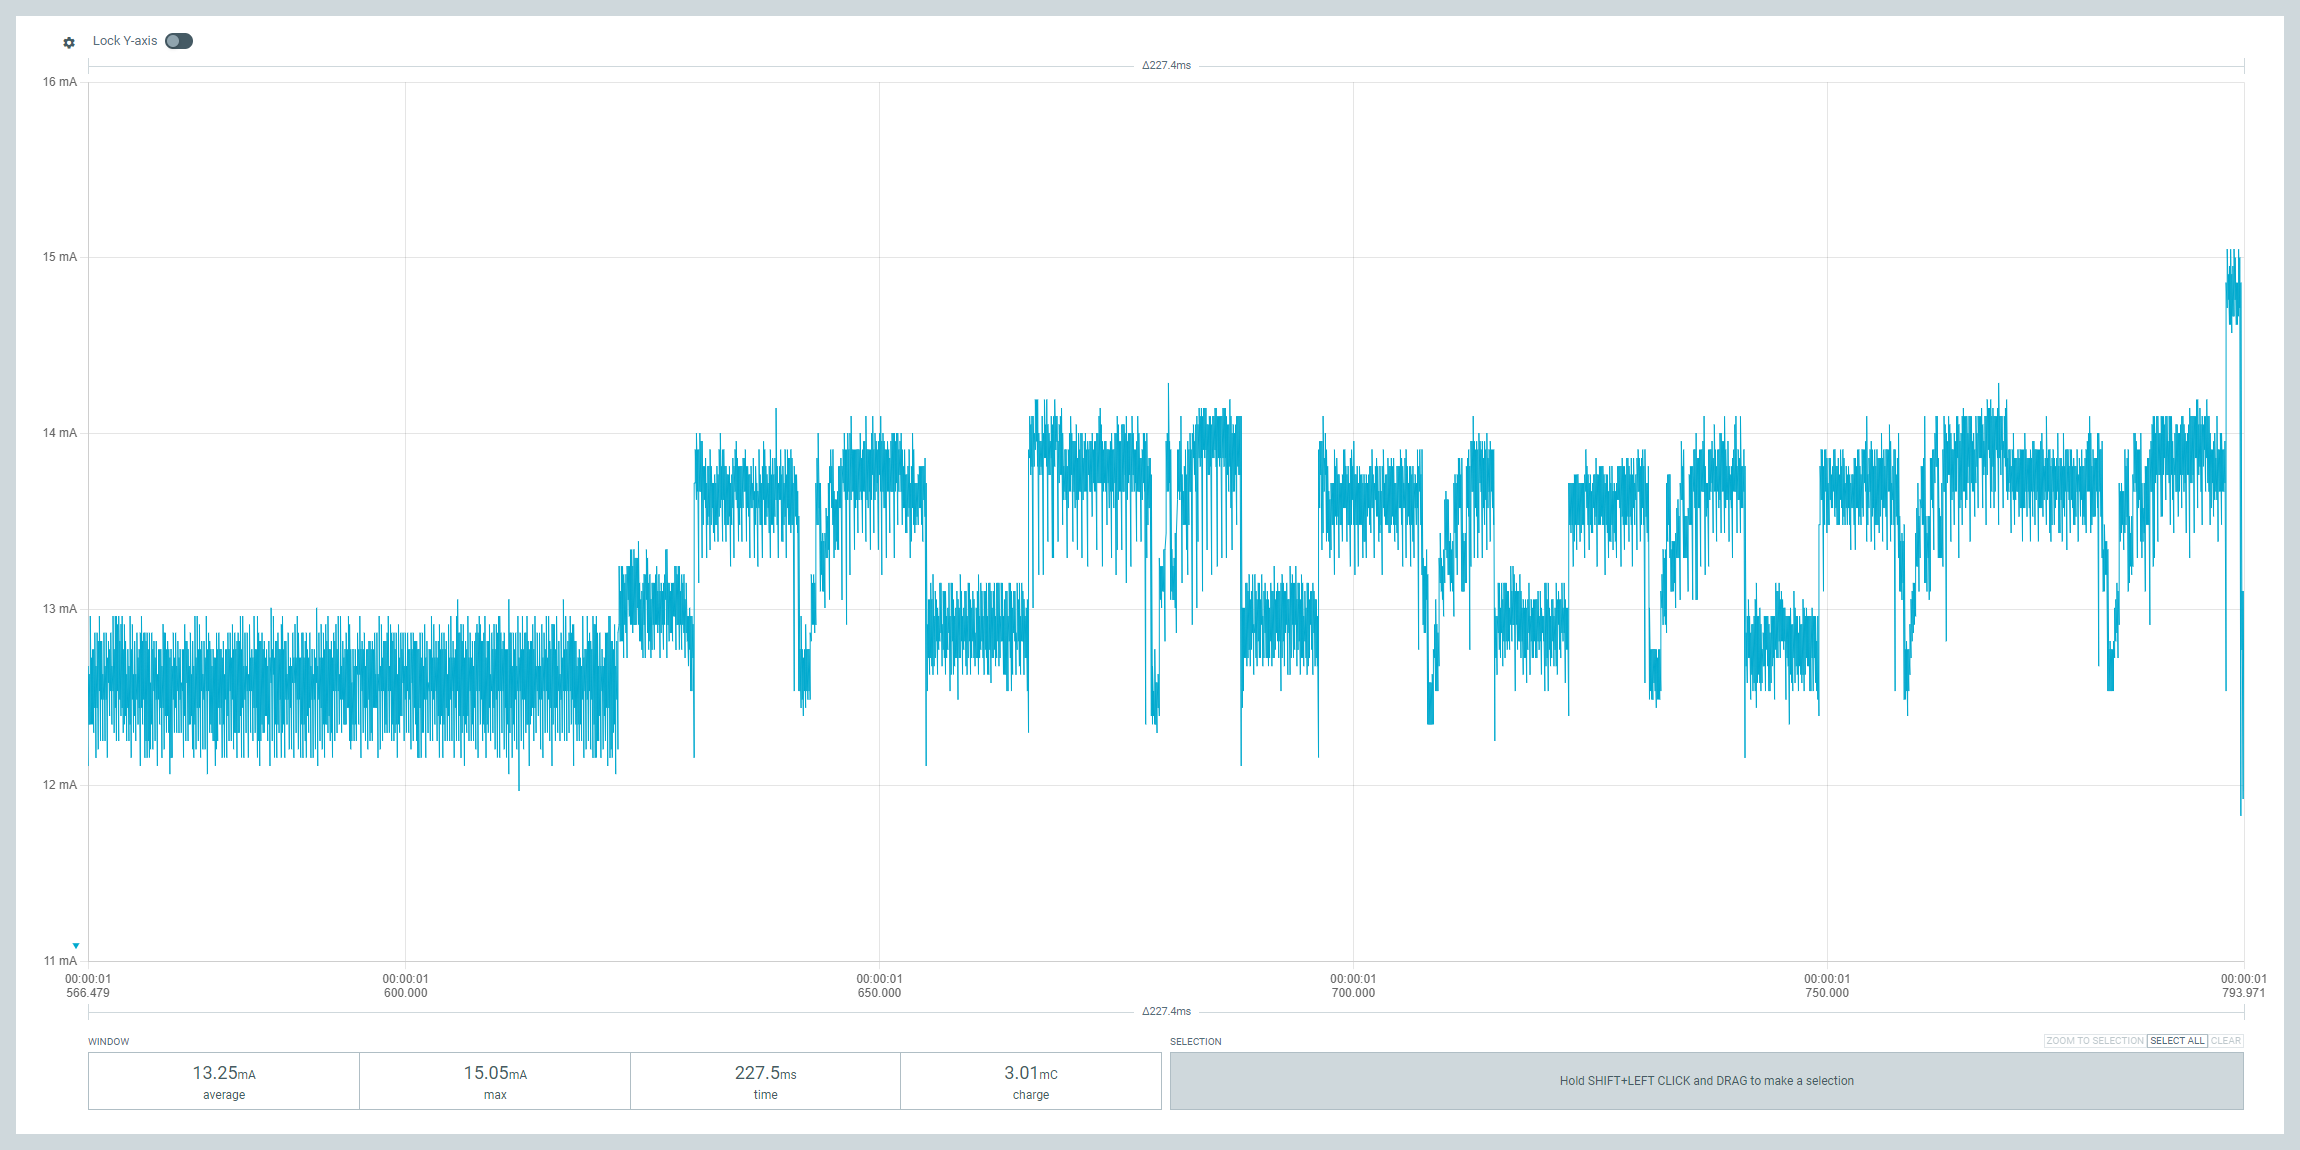 Lock Y-axis
Δ227.4ms
16 mA
15 mA
14 mA
13 mA
12 mA
11 mA
00:00:01 00:00:01 00:00:01 00:00:01 00:00:01 00:00:01
566.479 600.000 650.000 700.000 750.000 793.971
Δ227.4ms
WINDOW SELECTION ZOOM TO SELECTION SELECT ALL CLEAR
13.25mA 15.05mA 227.5ms 3.01mC
average max time charge
Hold SHIFT+LEFT CLICK and DRAG to make a selection